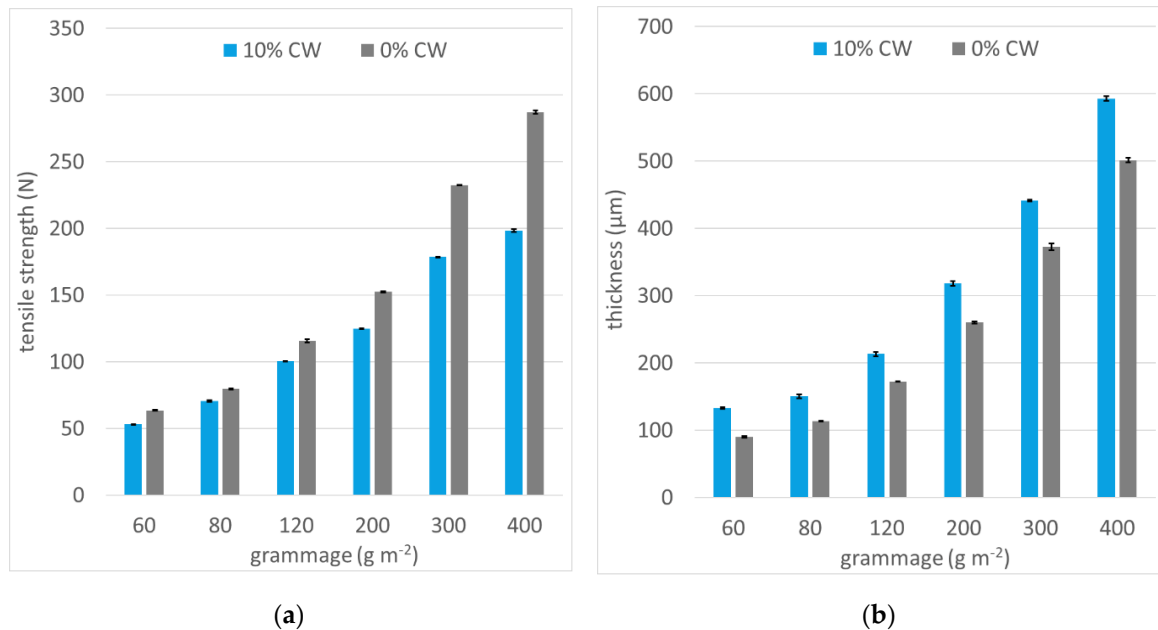 350
300
250
200
150
100
50
0
tensile strength (N)
10% CW 0% CW
60 80 120 200 300 400
grammage (g m⁻²)
(a)
700
600
500
400
300
200
100
0
thickness (µm)
10% CW 0% CW
60 80 120 200 300 400
grammage (g m⁻²)
(b)